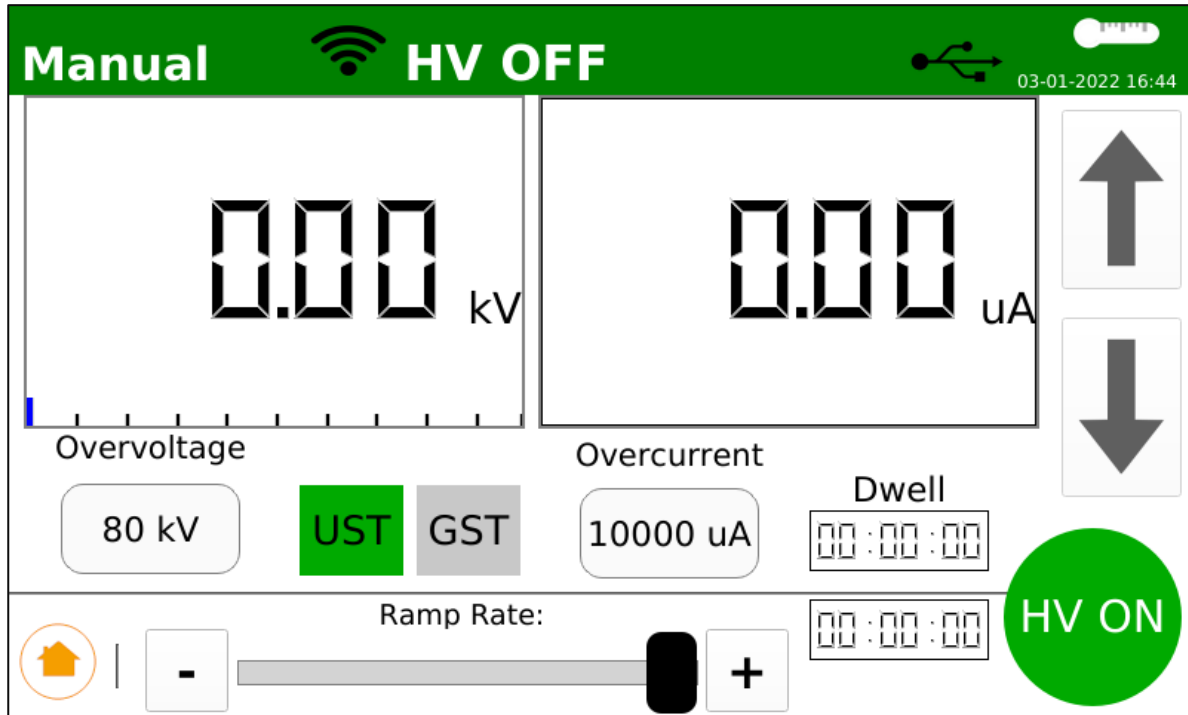 Manual HV OFF
03-01-2022 16:44
0.00 kV
0.00 uA
Overvoltage
Overcurrent
80 kV
UST
GST
10000 uA
Dwell
00:00:00
00:00:00
HV ON
Ramp Rate:
-
+